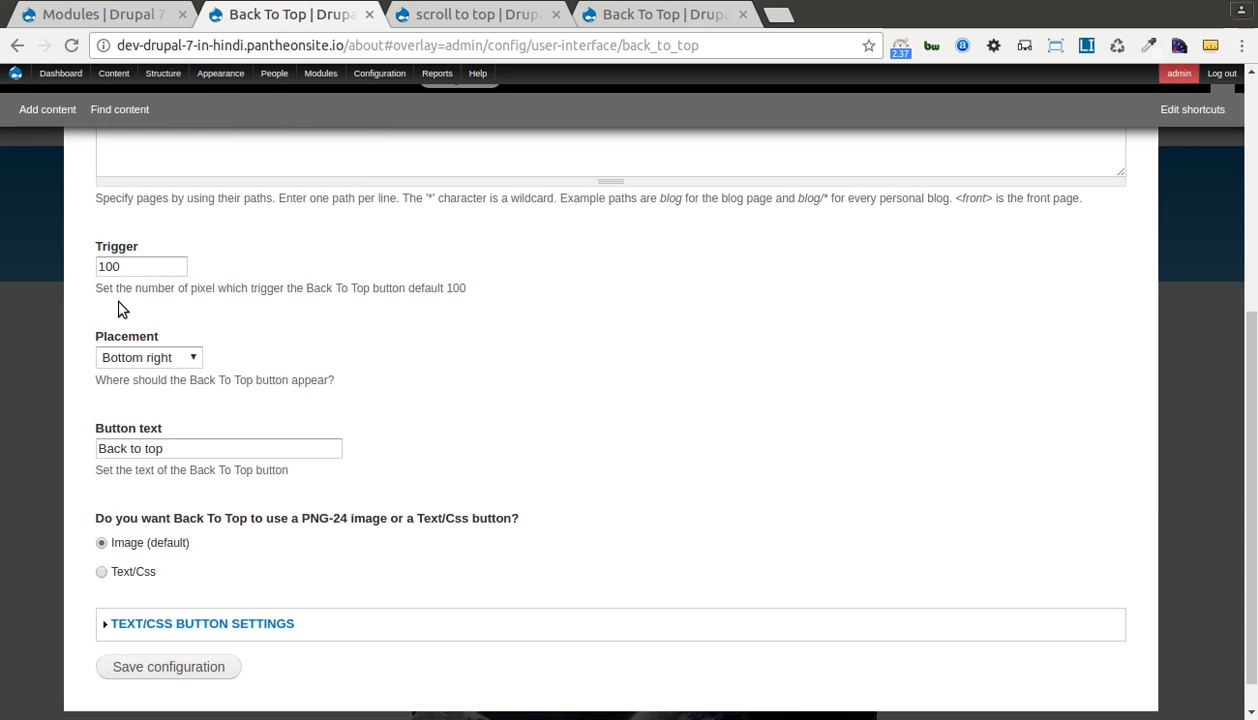 Modules | Drupal 7
Back To Top | Drupa
scroll to top | Drupa
Back To Top | Drupa
dev-drupal-7-in-hindi.pantheonsite.io/about#overlay=admin/config/user-interface/back_to_top
2.37
bw
a
LI
Dashboard Content Structure Appearance People Modules Configuration Reports Help admin Log out
Add content Find content Edit shortcuts
Specify pages by using their paths. Enter one path per line. The '*' character is a wildcard. Example paths are blog for the blog page and blog/* for every personal blog. <front> is the front page.
Trigger
100
Set the number of pixel which trigger the Back To Top button default 100
Placement
Bottom right
Where should the Back To Top button appear?
Button text
Back to top
Set the text of the Back To Top button
Do you want Back To Top to use a PNG-24 image or a Text/Css button?
Image (default)
Text/Css
TEXT/CSS BUTTON SETTINGS
Save configuration